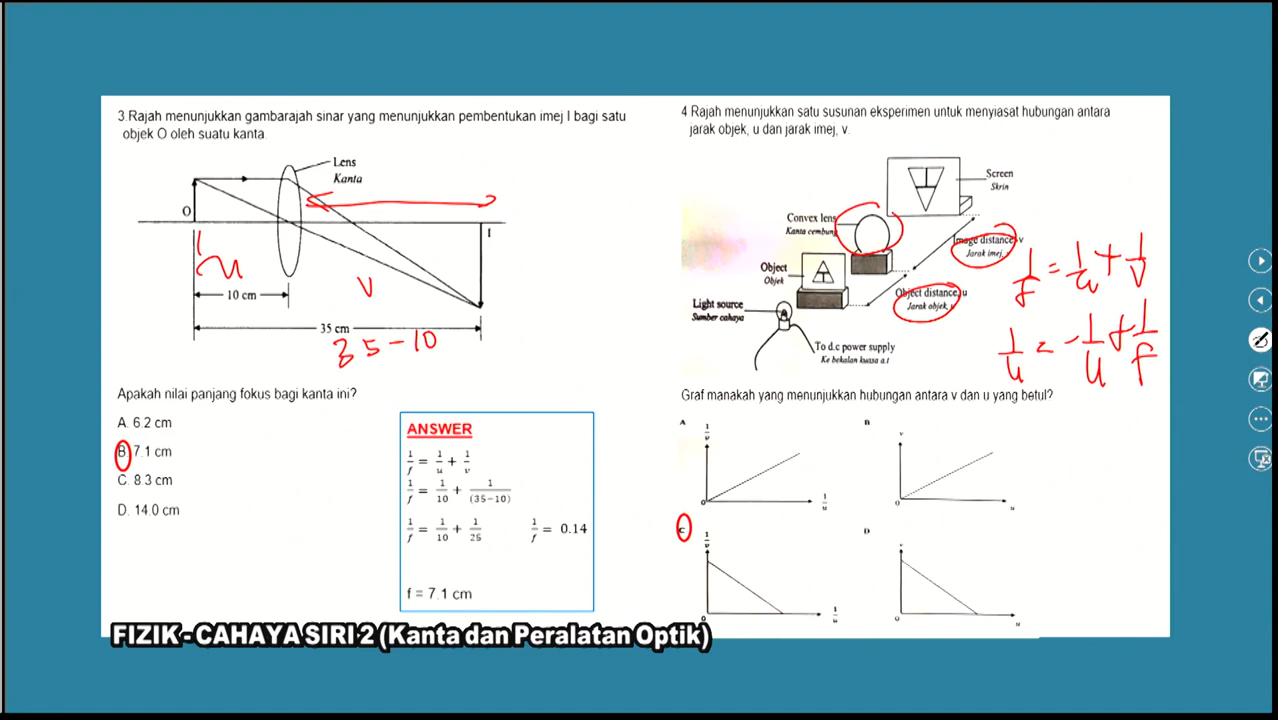 3.Rajah menunjukkan gambarajah sinar yang menunjukkan pembentukan imej I bagi satu
objek O oleh suatu kanta.
Lens
Kanta
O
I
u
v
10 cm
35 cm
35-10
Apakah nilai panjang fokus bagi kanta ini?
A. 6.2 cm
B. 7.1 cm
C. 8.3 cm
D. 14.0 cm
ANSWER
1/f = 1/u + 1/v
1/f = 1/10 + 1/(35-10)
1/f = 1/10 + 1/25 1/f = 0.14
f = 7.1 cm
4 Rajah menunjukkan satu susunan eksperimen untuk menyiasat hubungan antara
jarak objek, u dan jarak imej, v.
Screen
Skrin
Convex lens
Kanta cembung
Image distance, v
Jarak imej,
Object
Objek
Object distance, u
Jarak objek,
Light source
Sumber cahaya
To d.c power supply
Ke bekalan kuasa a.t
1/f = 1/u + 1/v
1/u = -1/u + 1/f
Graf manakah yang menunjukkan hubungan antara v dan u yang betul?
A 1/v 0 1/u
B v 0 u
C 1/v 0 1/u
D v 0 u
FIZIK - CAHAYA SIRI 2 (Kanta dan Peralatan Optik)